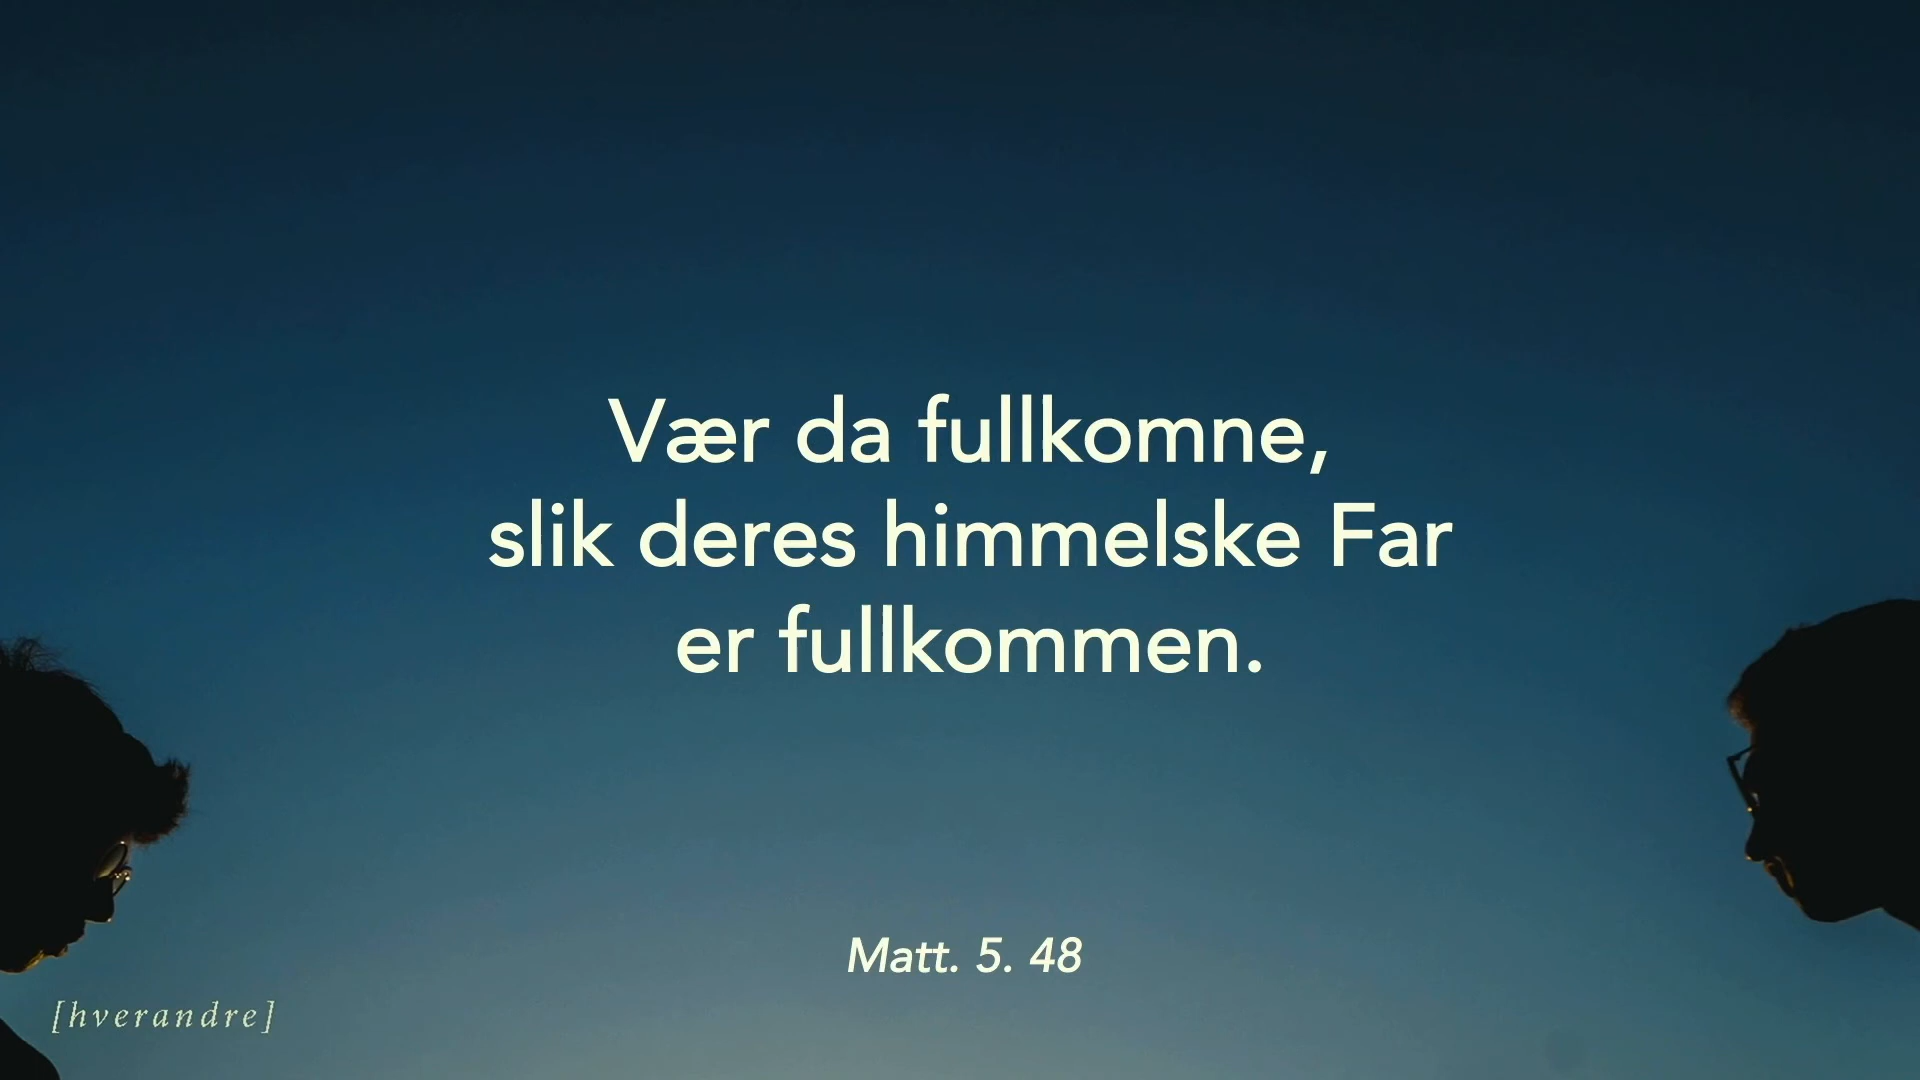 Vær da fullkomne,
slik deres himmelske Far
er fullkommen.
Matt. 5. 48
[hverandre]